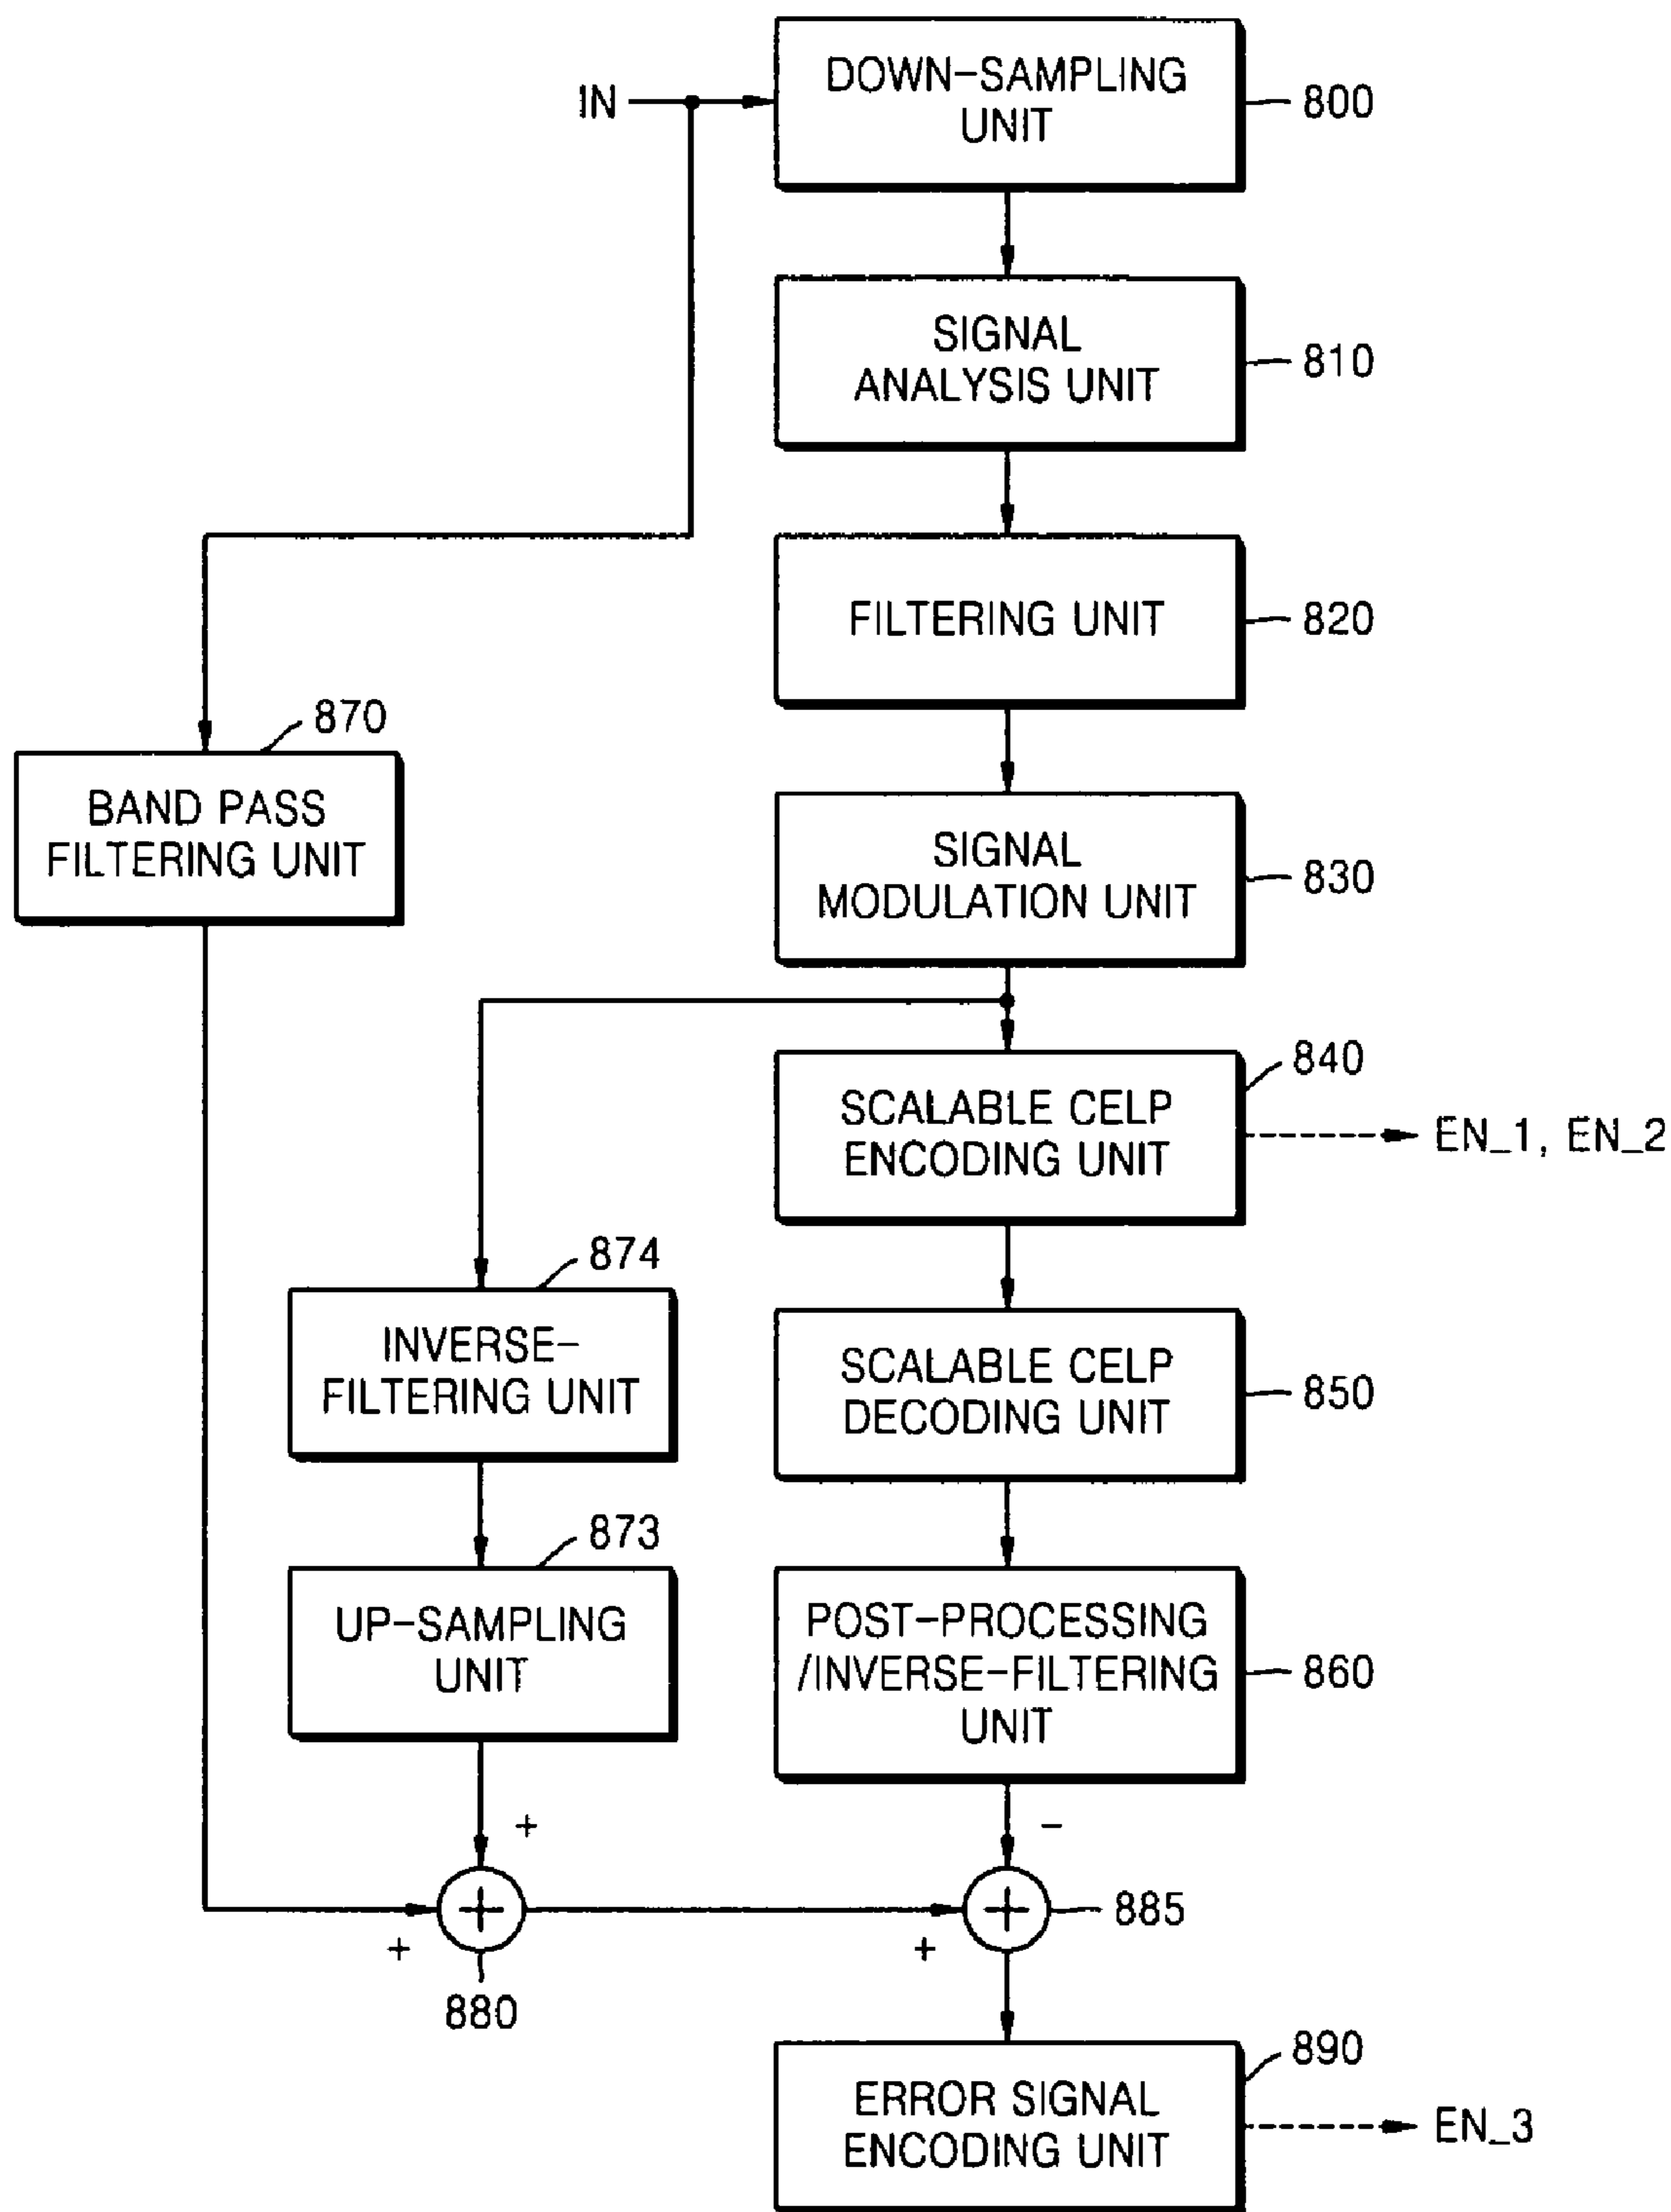 DOWN-SAMPLING
UNIT
IN
800
SIGNAL
ANALYSIS UNIT
810
FILTERING UNIT
820
870
BAND PASS
FILTERING UNIT
SIGNAL
MODULATION UNIT
830
840
SCALABLE CELP
ENCODING UNIT
EN_1, EN_2
874
INVERSE-
FILTERING UNIT
SCALABLE CELP
DECODING UNIT
850
873
UP-SAMPLING
UNIT
POST-PROCESSING
/INVERSE-FILTERING
UNIT
860
+
-
+
+
885
+
+
880
890
ERROR SIGNAL
ENCODING UNIT
EN_3